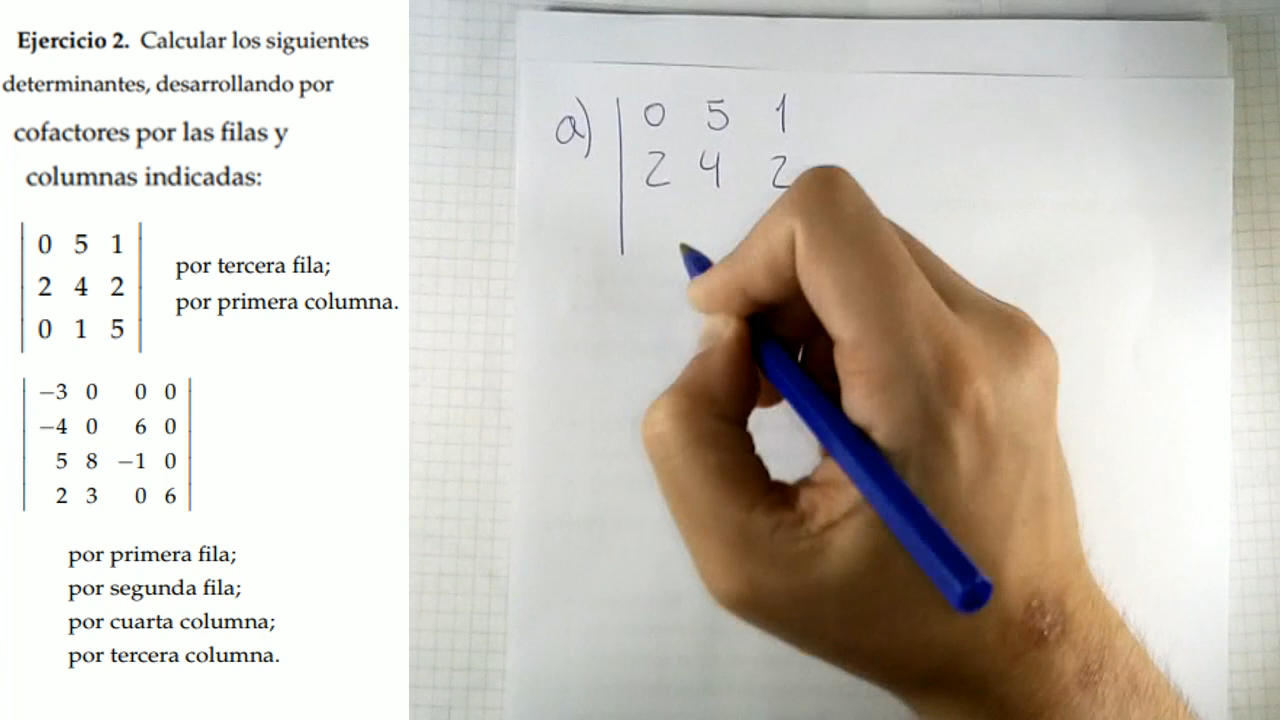 Ejercicio 2. Calcular los siguientes
determinantes, desarrollando por
cofactores por las filas y
columnas indicadas:
0 5 1
2 4 2
0 1 5
por tercera fila;
por primera columna.
−3 0 0 0
−4 0 6 0
5 8 −1 0
2 3 0 6
por primera fila;
por segunda fila;
por cuarta columna;
por tercera columna.
a) 0 5 1
2 4 2